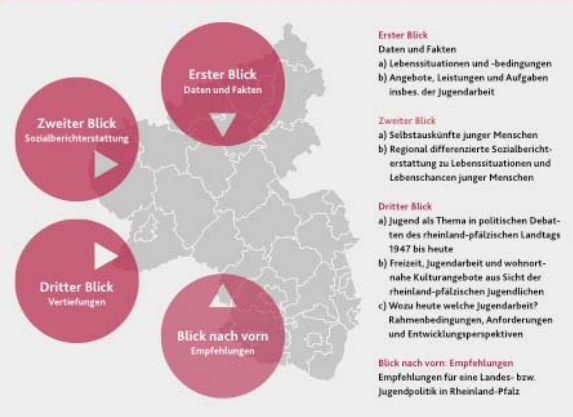 Erster Blick
Daten und Fakten
Zweiter Blick
Sozialberichterstattung
Dritter Blick
Vertiefungen
Blick nach vorn
Empfehlungen
Erster Blick
Daten und Fakten
a) Lebenssituationen und -bedingungen
b) Angebote, Leistungen und Aufgaben
insbes. der Jugendarbeit
Zweiter Blick
a) Selbstauskünfte junger Menschen
b) Regional differenzierte Sozialbericht-
erstattung zu Lebenssituationen und
Lebenschancen junger Menschen
Dritter Blick
a) Jugend als Thema in politischen Debat-
ten des rheinland-pfälzischen Landtags
1947 bis heute
b) Freizeit, Jugendarbeit und wohnort-
nahe Kulturangebote aus Sicht der
rheinland-pfälzischen Jugendlichen
c) Wozu heute welche Jugendarbeit?
Rahmenbedingungen, Anforderungen
und Entwicklungsperspektiven
Blick nach vorn: Empfehlungen
Empfehlungen für eine Landes- bzw.
Jugendpolitik in Rheinland-Pfalz